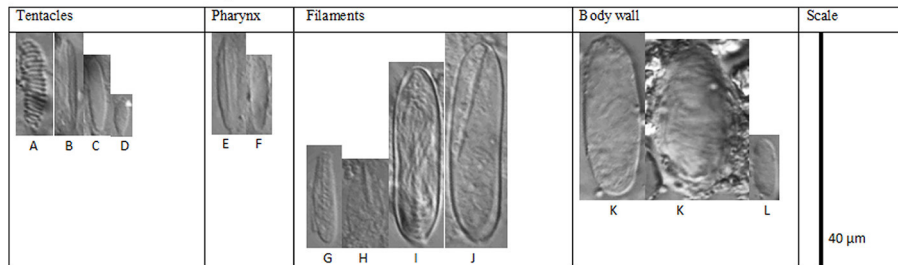 Tentacles Pharynx Filaments Body wall Scale
A B C D E F G H I J K K L
40 µm